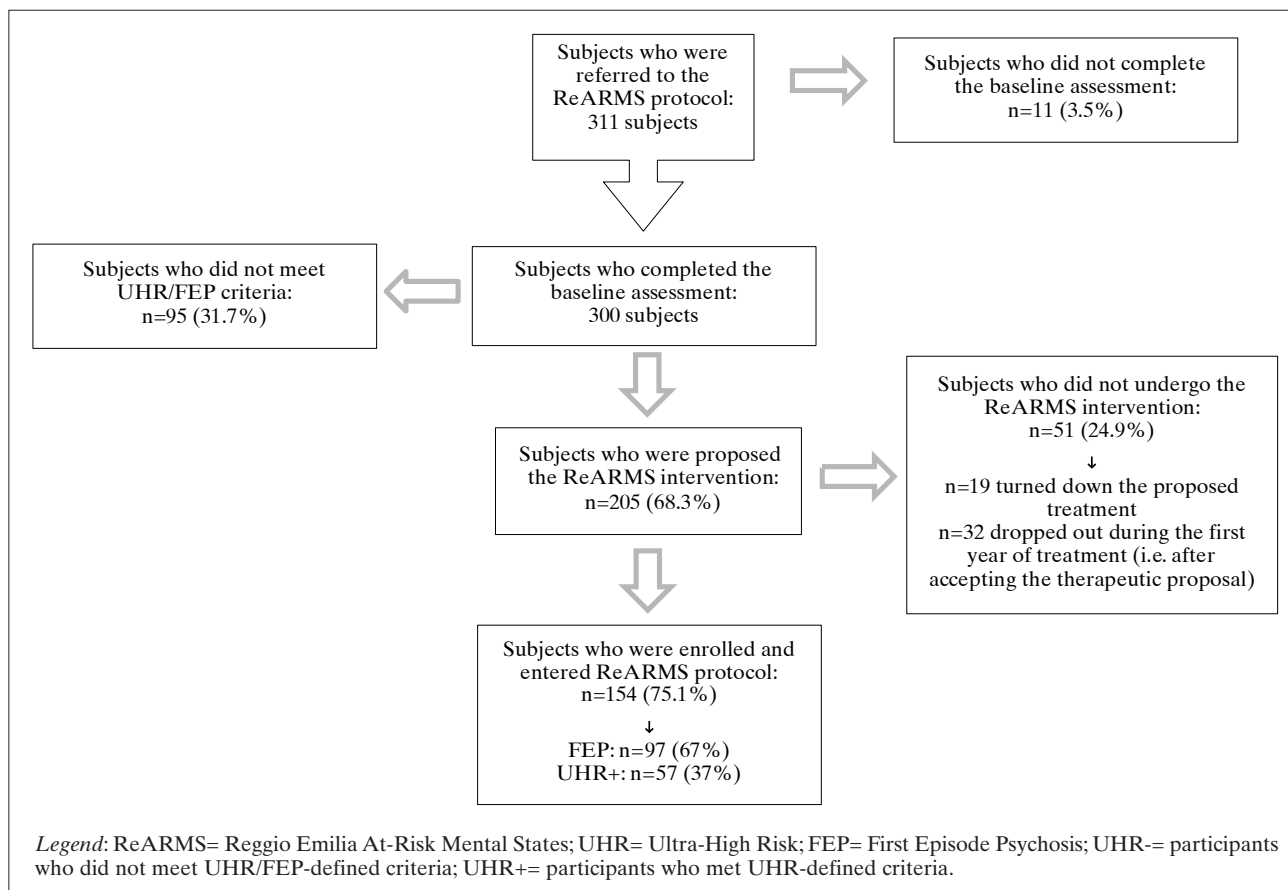 Subjects who were
referred to the
ReARMS protocol:
311 subjects
Subjects who did not complete
the baseline assessment:
n=11 (3.5%)
Subjects who did not meet
UHR/FEP criteria:
n=95 (31.7%)
Subjects who completed the
baseline assessment:
300 subjects
Subjects who were proposed
the ReARMS intervention:
n=205 (68.3%)
Subjects who did not undergo the
ReARMS intervention:
n=51 (24.9%)
↓
n=19 turned down the proposed
treatment
n=32 dropped out during the first
year of treatment (i.e. after
accepting the therapeutic proposal)
Subjects who were enrolled and
entered ReARMS protocol:
n=154 (75.1%)
↓
FEP: n=97 (67%)
UHR+: n=57 (37%)
Legend: ReARMS= Reggio Emilia At-Risk Mental States; UHR= Ultra-High Risk; FEP= First Episode Psychosis; UHR-= participants
who did not meet UHR/FEP-defined criteria; UHR+= participants who met UHR-defined criteria.